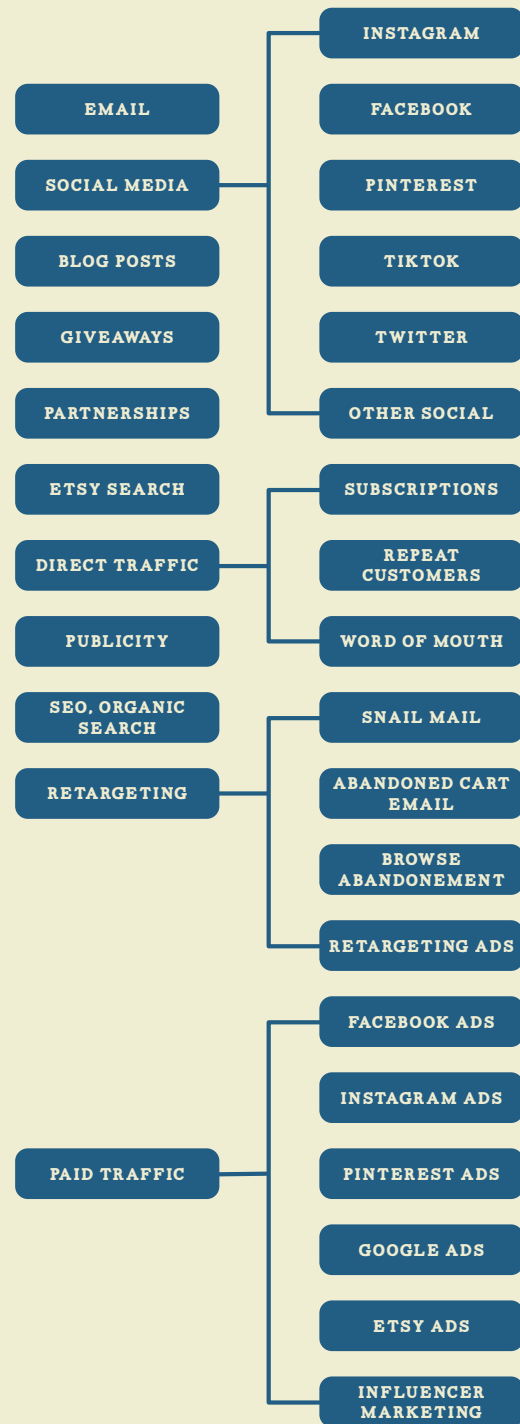 INSTAGRAM
EMAIL
FACEBOOK
SOCIAL MEDIA
PINTEREST
BLOG POSTS
TIKTOK
GIVEAWAYS
TWITTER
PARTNERSHIPS
OTHER SOCIAL
ETSY SEARCH
SUBSCRIPTIONS
DIRECT TRAFFIC
REPEAT
CUSTOMERS
PUBLICITY
WORD OF MOUTH
SEO, ORGANIC
SEARCH
SNAIL MAIL
RETARGETING
ABANDONED CART
EMAIL
BROWSE
ABANDONEMENT
RETARGETING ADS
FACEBOOK ADS
INSTAGRAM ADS
PAID TRAFFIC
PINTEREST ADS
GOOGLE ADS
ETSY ADS
INFLUENCER
MARKETING